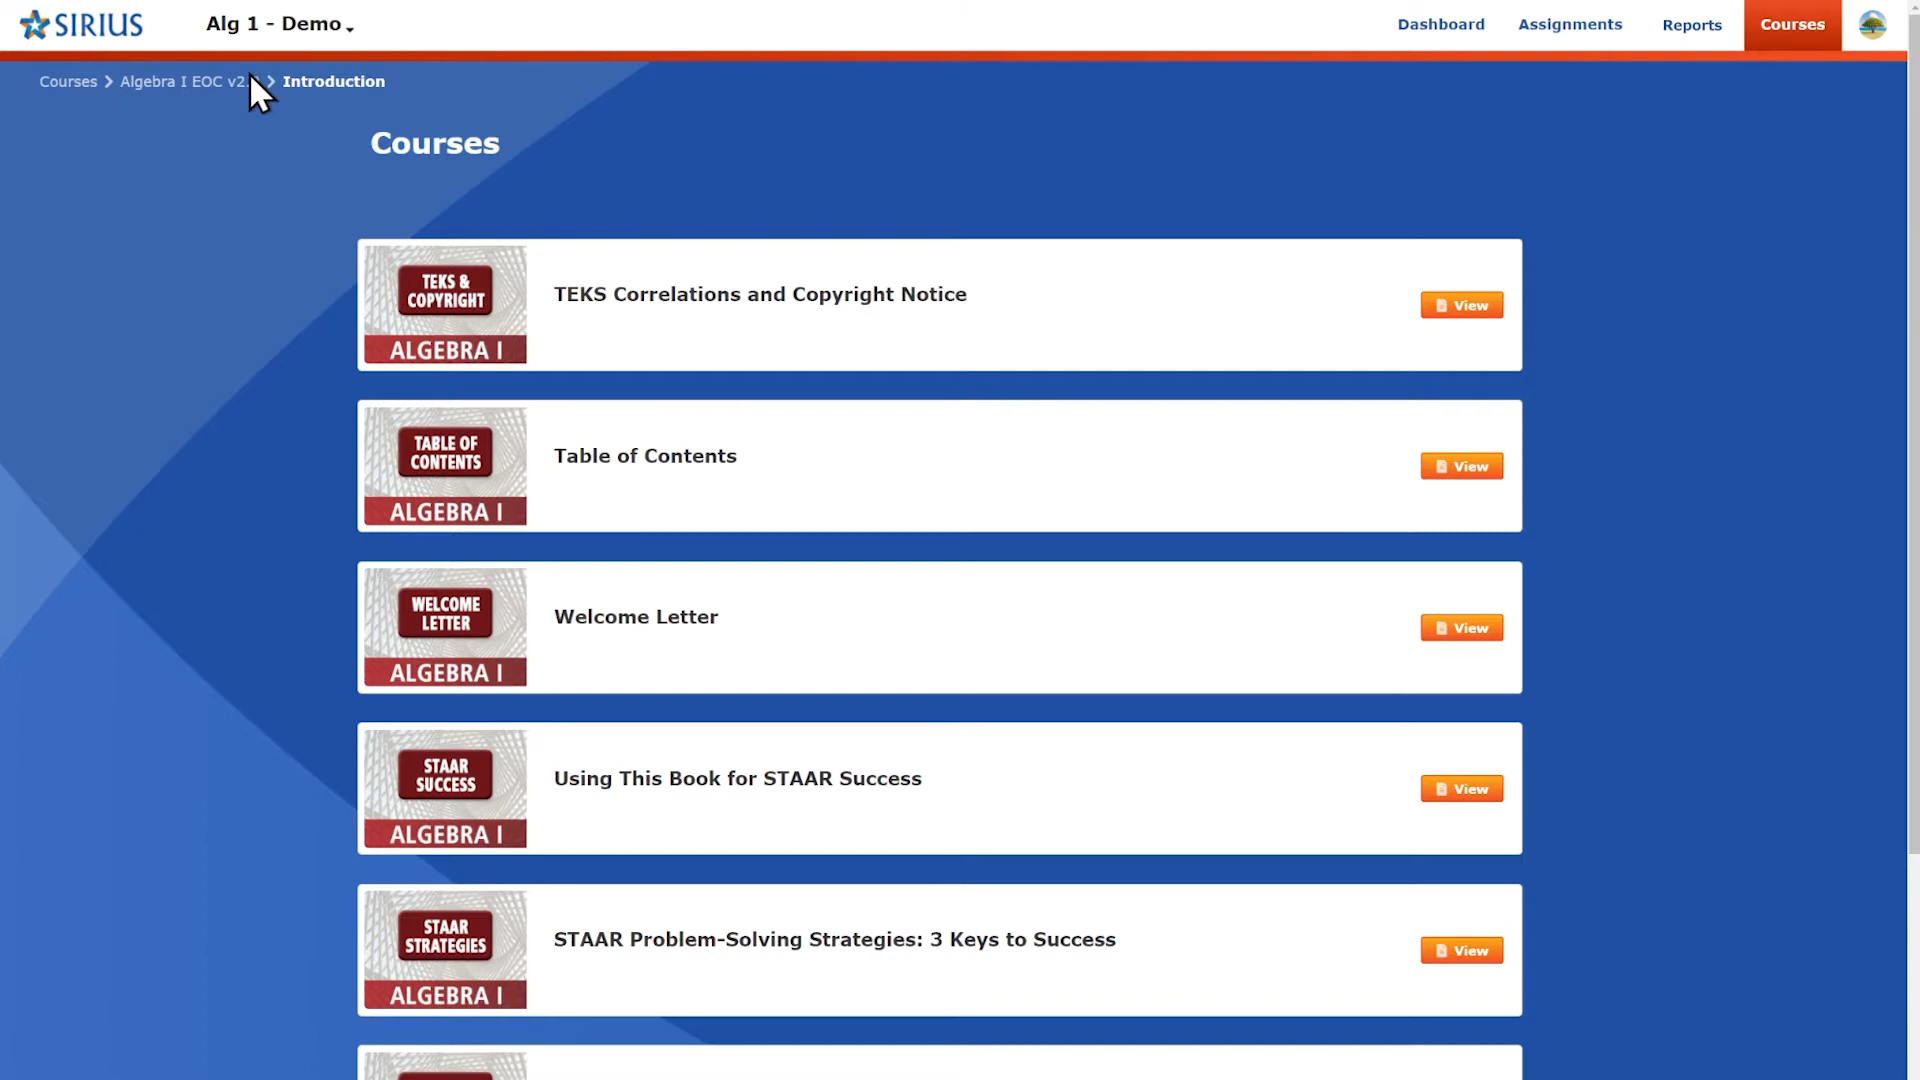 SIRIUS
Alg 1 - Demo
Dashboard
Assignments
Reports
Courses
Courses > Algebra I EOC > Introduction
Courses
TEKS &
COPYRIGHT
ALGEBRA I
TEKS Correlations and Copyright Notice
View
TABLE OF
CONTENTS
ALGEBRA I
Table of Contents
View
WELCOME
LETTER
ALGEBRA I
Welcome Letter
View
STAAR
SUCCESS
ALGEBRA I
Using This Book for STAAR Success
View
STAAR
STRATEGIES
ALGEBRA I
STAAR Problem-Solving Strategies: 3 Keys to Success
View